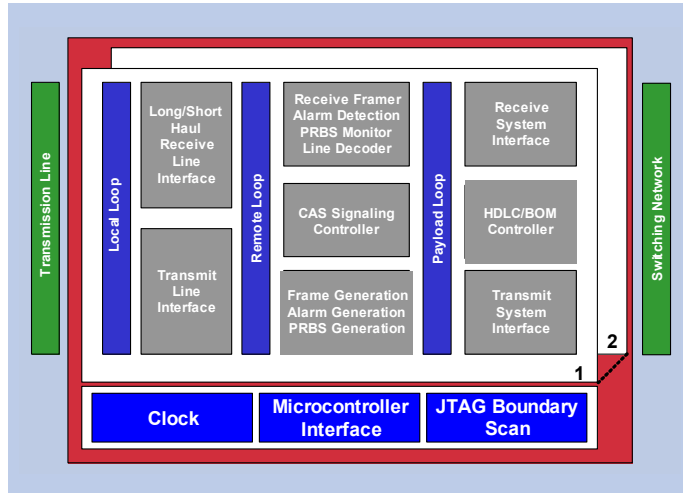 Transmission Line
Local Loop
Long/Short
Haul
Receive
Line
Interface
Transmit
Line
Interface
Remote Loop
Receive Framer
Alarm Detection
PRBS Monitor
Line Decoder
CAS Signaling
Controller
Frame Generation
Alarm Generation
PRBS Generation
Payload Loop
Receive
System
Interface
HDLC/BOM
Controller
Transmit
System
Interface
Switching Network
2
1
Clock
Microcontroller
Interface
JTAG Boundary
Scan